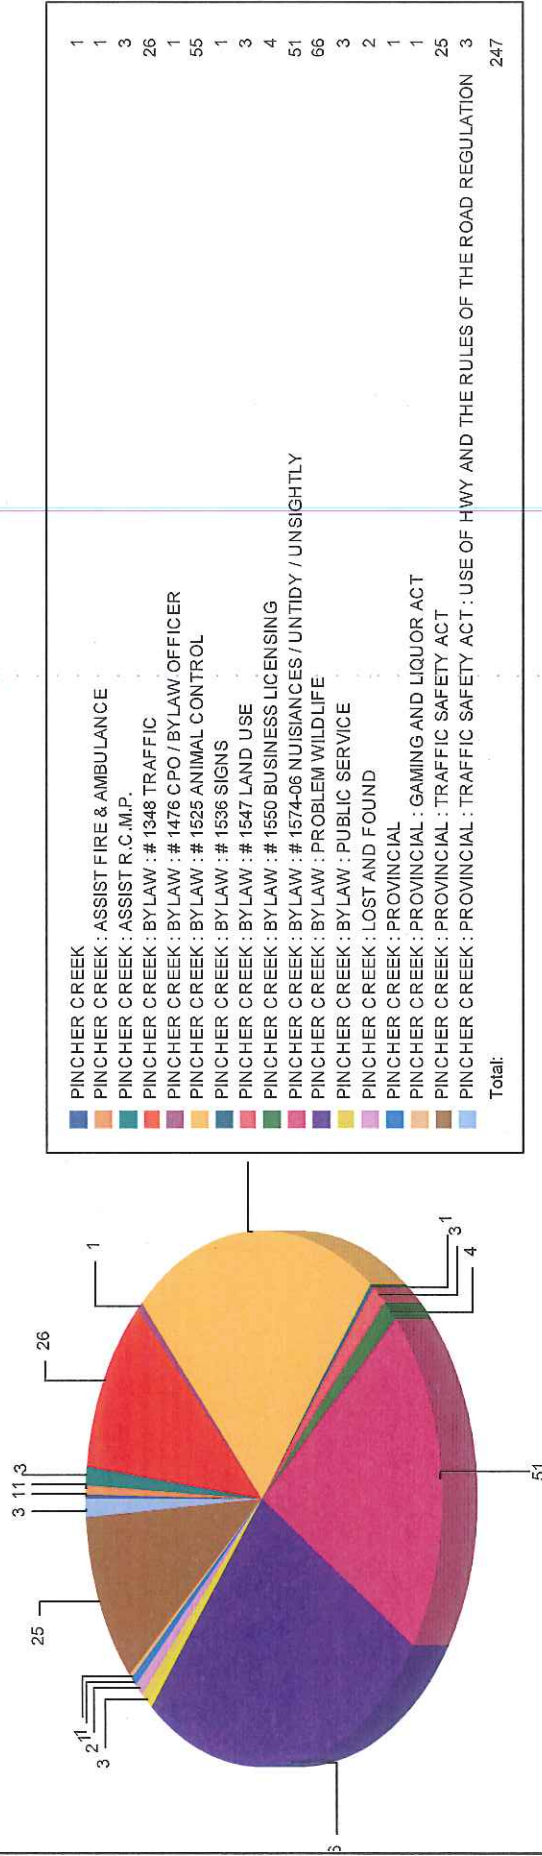 PINCHER CREEK 1
PINCHER CREEK : ASSIST FIRE & AMBULANCE 1
PINCHER CREEK : ASSIST R.C.M.P. 3
PINCHER CREEK : BYLAW : # 1348 TRAFFIC 26
PINCHER CREEK : BYLAW : # 1476 CPO / BYLAW OFFICER 1
PINCHER CREEK : BYLAW : # 1525 ANIMAL CONTROL 55
PINCHER CREEK : BYLAW : # 1536 SIGNS 1
PINCHER CREEK : BYLAW : # 1547 LAND USE 3
PINCHER CREEK : BYLAW : # 1550 BUSINESS LICENSING 4
PINCHER CREEK : BYLAW : # 1574-06 NUISIANCES / UNTIDY / UNSIGHTLY 51
PINCHER CREEK : BYLAW : PROBLEM WILDLIFE 66
PINCHER CREEK : BYLAW : PUBLIC SERVICE 3
PINCHER CREEK : LOST AND FOUND 2
PINCHER CREEK : PROVINCIAL 1
PINCHER CREEK : PROVINCIAL : GAMING AND LIQUOR ACT 1
PINCHER CREEK : PROVINCIAL : TRAFFIC SAFETY ACT 25
PINCHER CREEK : PROVINCIAL : TRAFFIC SAFETY ACT : USE OF HWY AND THE RULES OF THE ROAD REGULATION 3
Total: 247
3 1 1 3
26
1
25
1
1
2
3
3
1
4
51